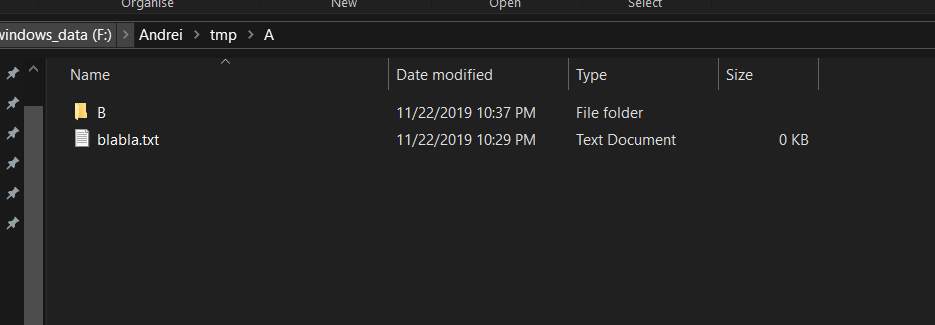 Organise New Open Select
windows_data (F:) Andrei tmp A
Name Date modified Type Size
B 11/22/2019 10:37 PM File folder
blabla.txt 11/22/2019 10:29 PM Text Document 0 KB